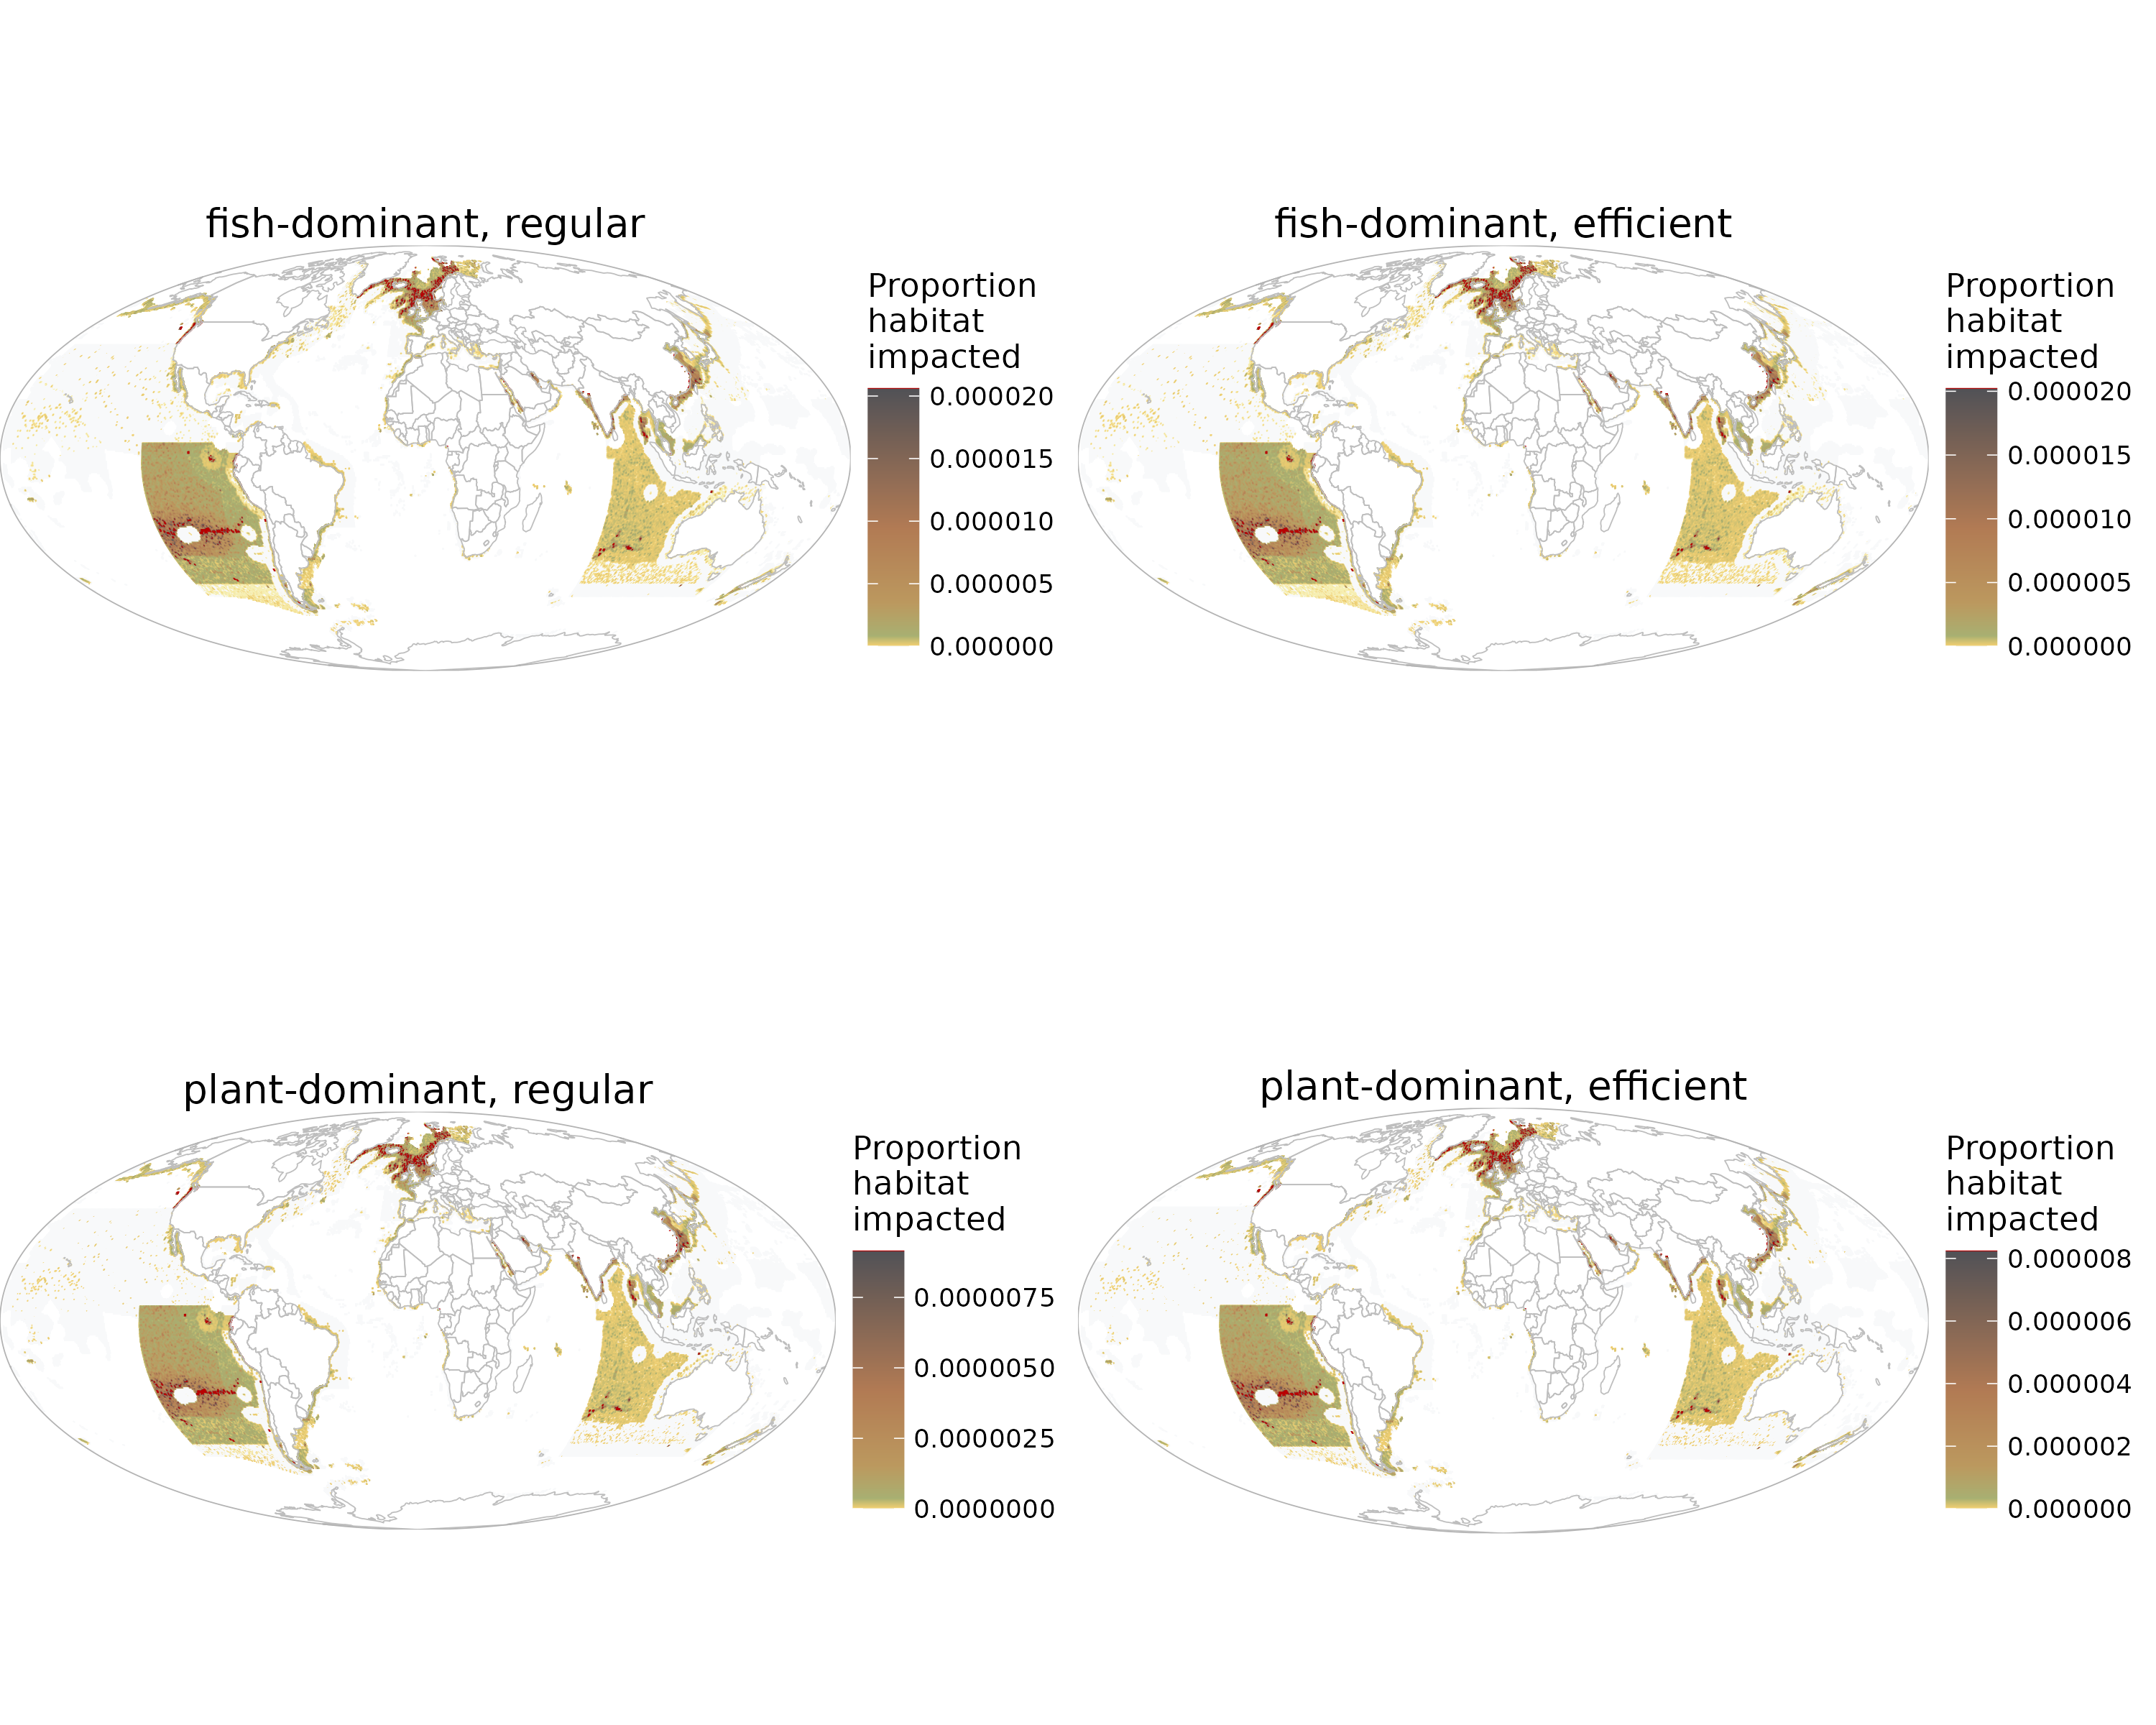 fish-dominant, regular
Proportion
habitat
impacted
0.000020
0.000015
0.000010
0.000005
0.000000
fish-dominant, efficient
Proportion
habitat
impacted
0.000020
0.000015
0.000010
0.000005
0.000000
plant-dominant, regular
Proportion
habitat
impacted
0.0000075
0.0000050
0.0000025
0.0000000
plant-dominant, efficient
Proportion
habitat
impacted
0.000008
0.000006
0.000004
0.000002
0.000000